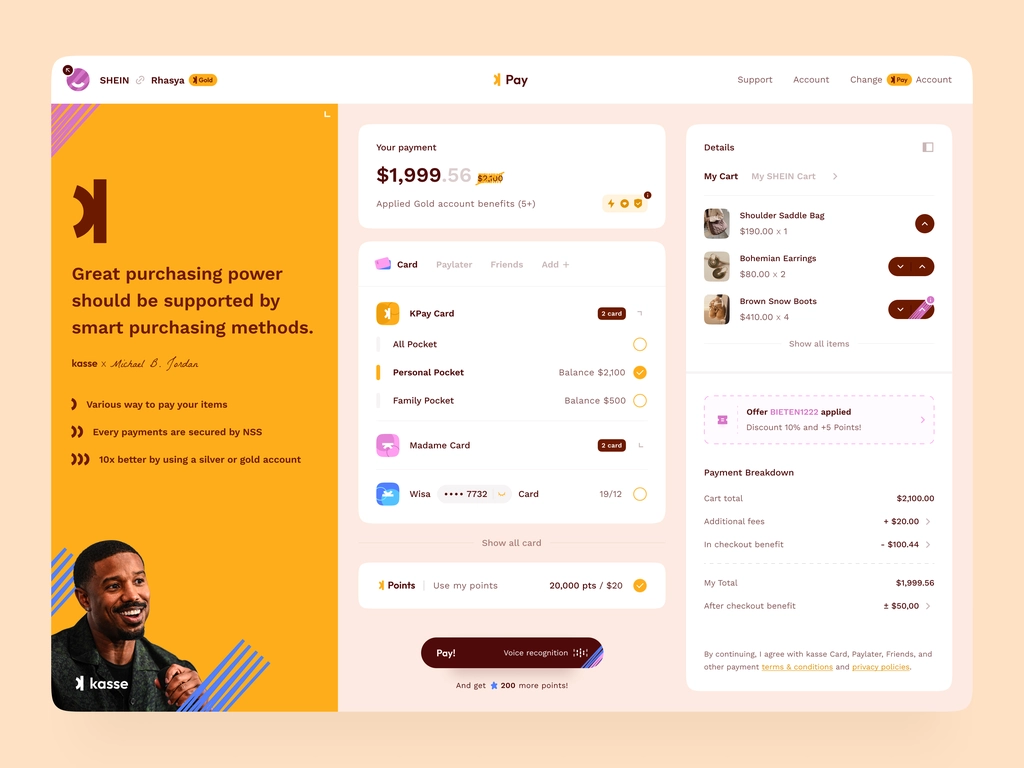 SHEIN Rhasya Gold
Pay
Support Account Change Pay Account
Great purchasing power
should be supported by
smart purchasing methods.
kasse x Michael B. Jordan
Various way to pay your items
Every payments are secured by NSS
10x better by using a silver or gold account
kasse
Your payment
$1,999.56 $2,100
Applied Gold account benefits (5+)
Card Paylater Friends Add +
KPay Card 2 card
All Pocket
Personal Pocket Balance $2,100
Family Pocket Balance $500
Madame Card 2 card
Wisa •••• 7732 Card 19/12
Show all card
Points Use my points 20,000 pts / $20
Pay! Voice recognition
And get 200 more points!
Details
My Cart My SHEIN Cart
Shoulder Saddle Bag
$190.00 x 1
Bohemian Earrings
$80.00 x 2
Brown Snow Boots
$410.00 x 4
Show all items
Offer BIETEN1222 applied
Discount 10% and +5 Points!
Payment Breakdown
Cart total $2,100.00
Additional fees + $20.00
In checkout benefit - $100.44
My Total $1,999.56
After checkout benefit ± $50,00
By continuing, I agree with kasse Card, Paylater, Friends, and
other payment terms & conditions and privacy policies.